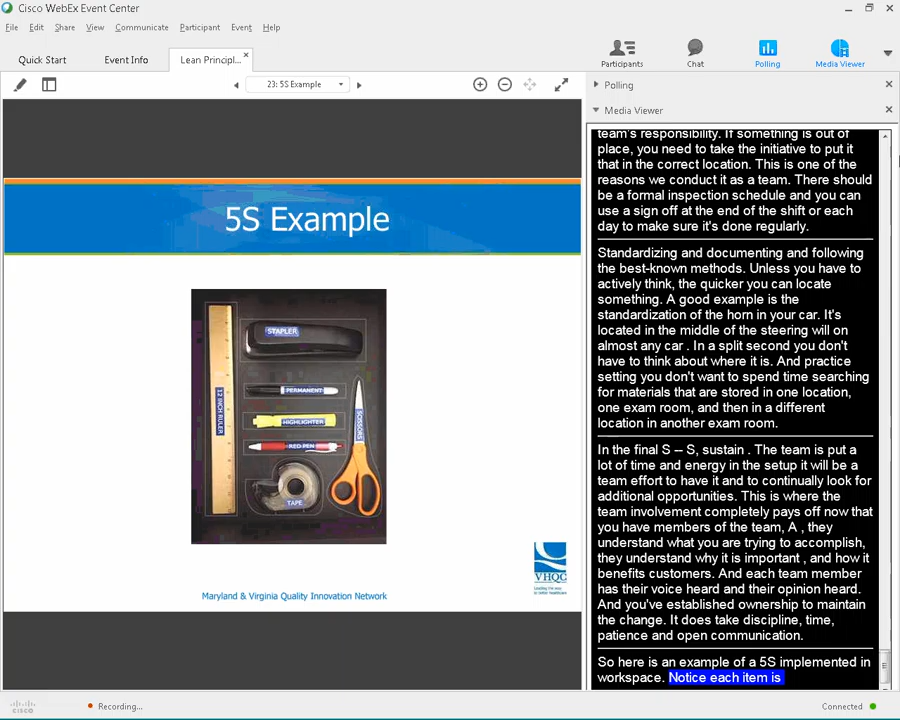 Cisco WebEx Event Center
File Edit Share View Communicate Participant Event Help
Quick Start Event Info Lean Principl...
Participants Chat Polling Media Viewer
23: 5S Example
Polling
Media Viewer
5S Example
STAPLER
12 INCH RULER
PERMANENT
HIGHLIGHTER
RED PEN
SCISSORS
TAPE
VHQC
Maryland & Virginia Quality Innovation Network
team's responsibility. If something is out of
place, you need to take the initiative to put it
that in the correct location. This is one of the
reasons we conduct it as a team. There should
be a formal inspection schedule and you can
use a sign off at the end of the shift or each
day to make sure it's done regularly.
Standardizing and documenting and following
the best-known methods. Unless you have to
actively think, the quicker you can locate
something. A good example is the
standardization of the horn in your car. It's
located in the middle of the steering will on
almost any car . In a split second you don't
have to think about where it is. And practice
setting you don't want to spend time searching
for materials that are stored in one location,
one exam room, and then in a different
location in another exam room.
In the final S -- S, sustain . The team is put a
lot of time and energy in the setup it will be a
team effort to have it and to continually look for
additional opportunities. This is where the
team involvement completely pays off now that
you have members of the team, A , they
understand what you are trying to accomplish,
they understand why it is important , and how it
benefits customers. And each team member
has their voice heard and their opinion heard.
And you've established ownership to maintain
the change. It does take discipline, time,
patience and open communication.
So here is an example of a 5S implemented in
workspace. Notice each item is
cisco
Recording...
Connected